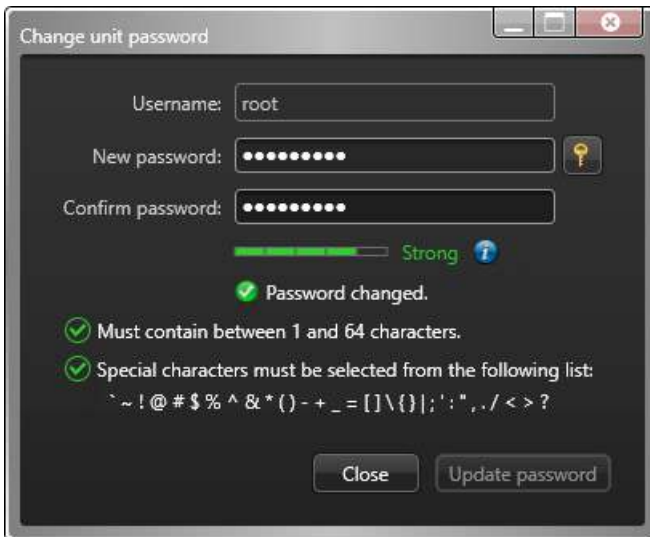 Change unit password
Username: root
New password: •••••••••
Confirm password: •••••••••
Strong
Password changed.
Must contain between 1 and 64 characters.
Special characters must be selected from the following list:
` ~ ! @ # $ % ^ & * ( ) - + _ = [ ] \ { } | ; ' : " , . / < > ?
Close Update password